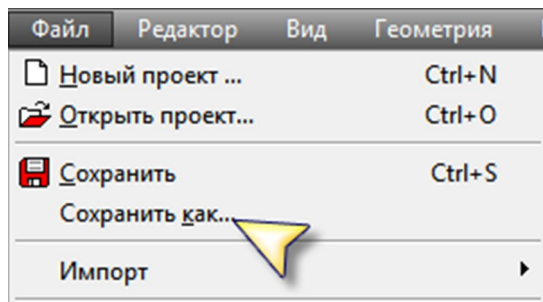 Файл Редактор Вид Геометрия
Новый проект ... Ctrl+N
Открыть проект... Ctrl+O
Сохранить Ctrl+S
Сохранить как...
Импорт